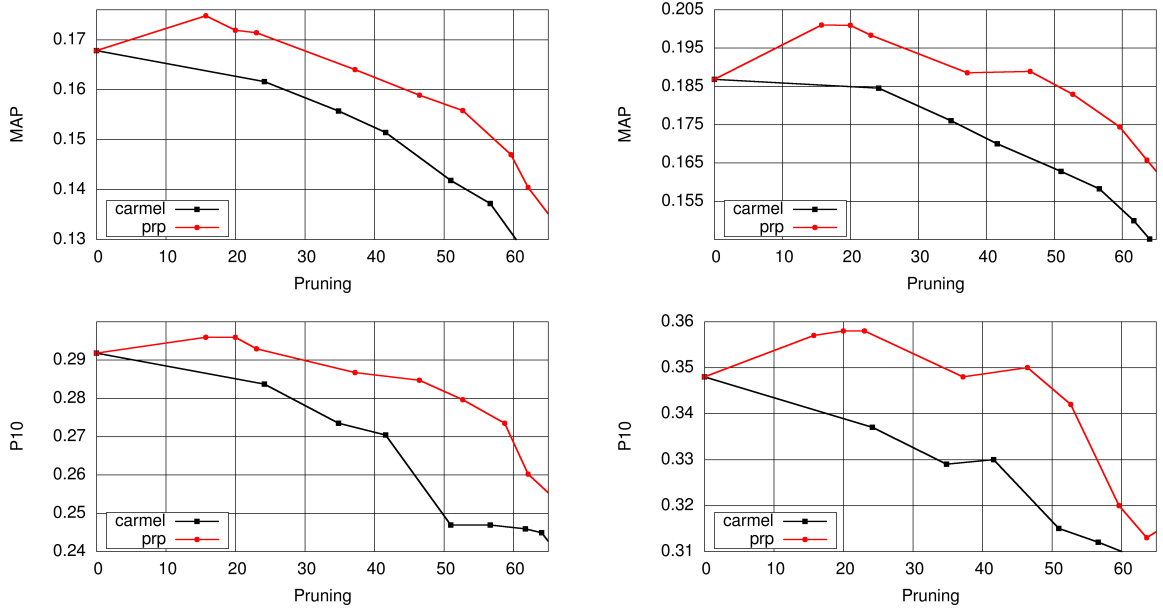 0.17
0.16
0.15
0.14
0.13
MAP
carmel
prp
0 10 20 30 40 50 60
Pruning
0.205
0.195
0.185
0.175
0.165
0.155
MAP
carmel
prp
0 10 20 30 40 50 60
Pruning
0.29
0.28
0.27
0.26
0.25
0.24
P10
carmel
prp
0 10 20 30 40 50 60
Pruning
0.36
0.35
0.34
0.33
0.32
0.31
P10
carmel
prp
0 10 20 30 40 50 60
Pruning